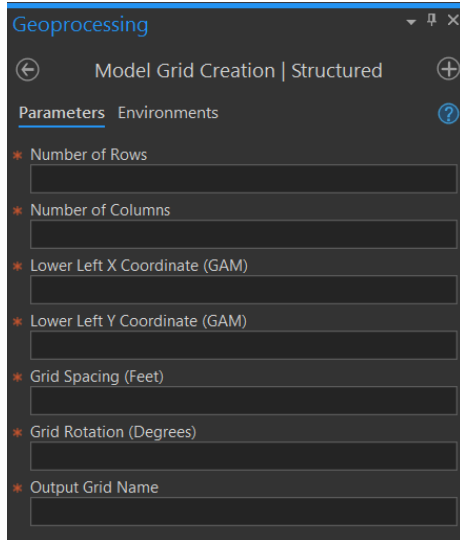 Geoprocessing
Model Grid Creation | Structured
Parameters Environments
* Number of Rows
* Number of Columns
* Lower Left X Coordinate (GAM)
* Lower Left Y Coordinate (GAM)
* Grid Spacing (Feet)
* Grid Rotation (Degrees)
* Output Grid Name